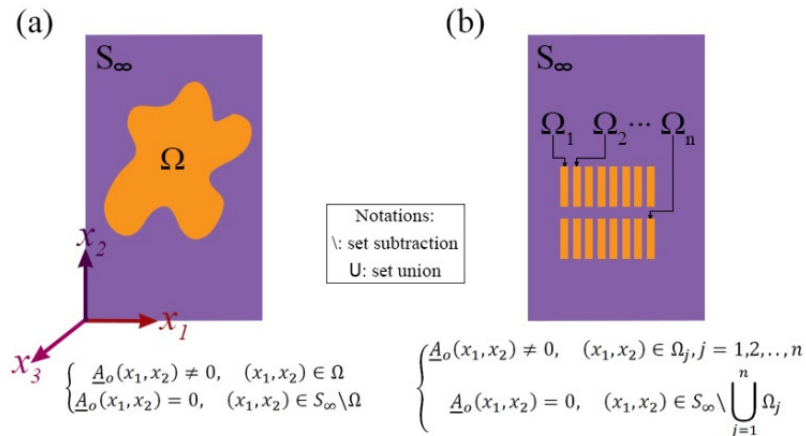 (a)
S∞
Ω
x2
x1
x3
{ A̲o(x1,x2) ≠ 0, (x1,x2) ∈ Ω
A̲o(x1,x2) = 0, (x1,x2) ∈ S∞\Ω
Notations:
\: set subtraction
U: set union
(b)
S∞
Ω1 Ω2 ··· Ωn
{ A̲o(x1,x2) ≠ 0, (x1,x2) ∈ Ωj, j = 1,2,..,n
A̲o(x1,x2) = 0, (x1,x2) ∈ S∞\ ⋃_{j=1}^{n} Ωj